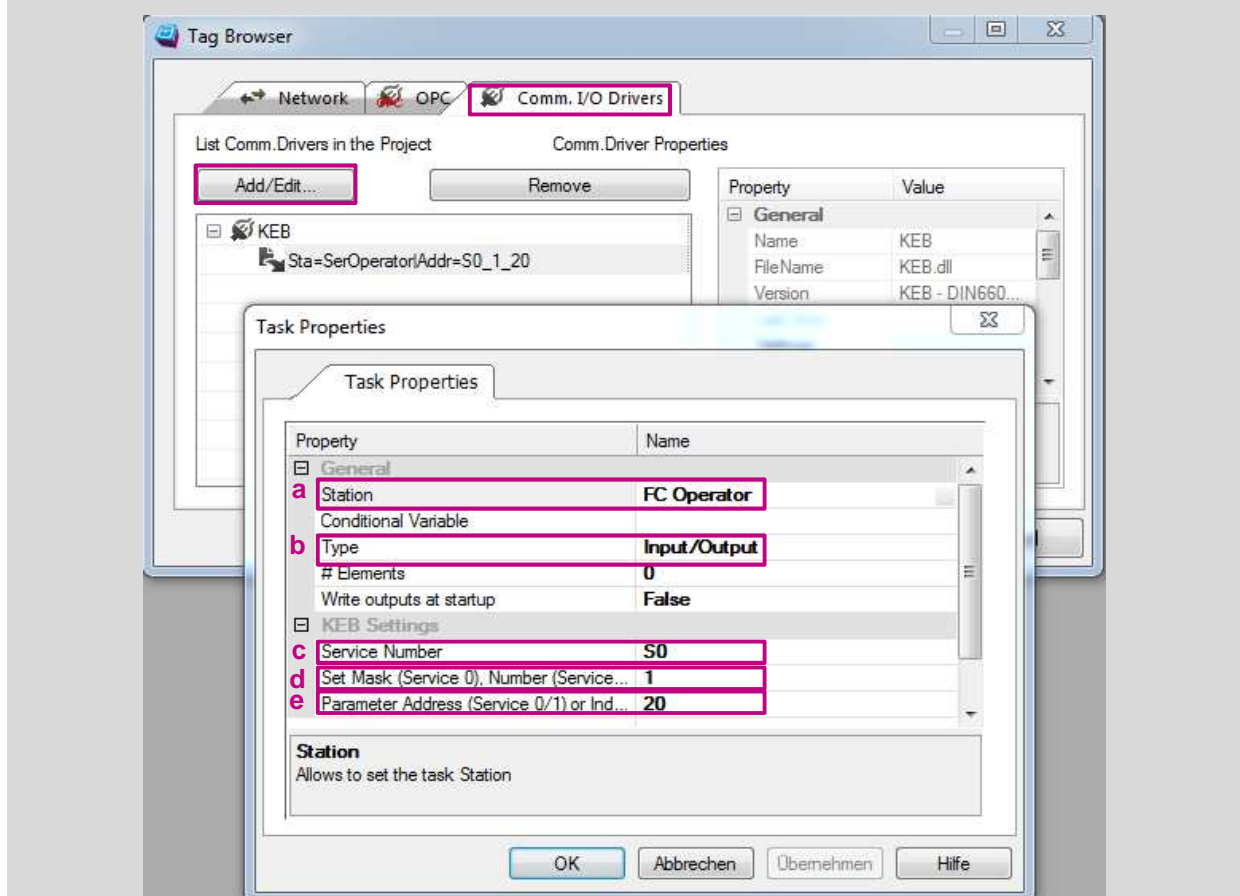 Tag Browser
Network OPC Comm. I/O Drivers
List Comm.Drivers in the Project Comm.Driver Properties
Add/Edit... Remove
Property Value
General
KEB
Name KEB
Sta=SerOperator|Addr=S0_1_20
FileName KEB.dll
Version KEB - DIN660...
Task Properties
Task Properties
Property Name
General
a Station FC Operator
Conditional Variable
b Type Input/Output
# Elements 0
Write outputs at startup False
KEB Settings
c Service Number S0
d Set Mask (Service 0), Number (Service... 1
e Parameter Address (Service 0/1) or Ind... 20
Station
Allows to set the task Station
OK Abbrechen Übernehmen Hilfe